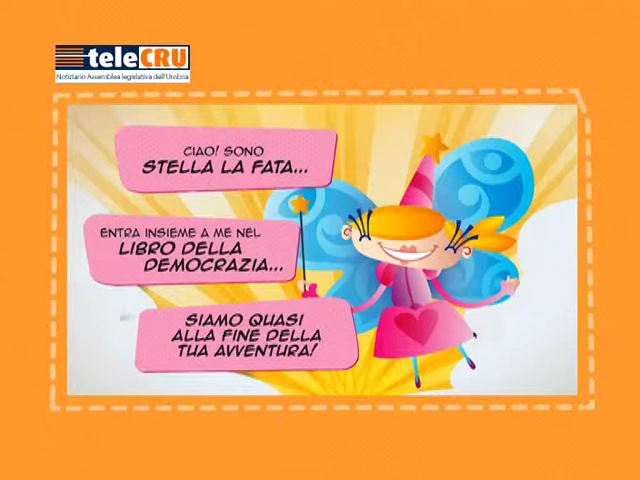 teleCRU
Notiziario Assemblea legislativa dell'Umbria
CIAO! SONO
STELLA LA FATA...
ENTRA INSIEME A ME NEL
LIBRO DELLA
DEMOCRAZIA...
SIAMO QUASI
ALLA FINE DELLA
TUA AVVENTURA!